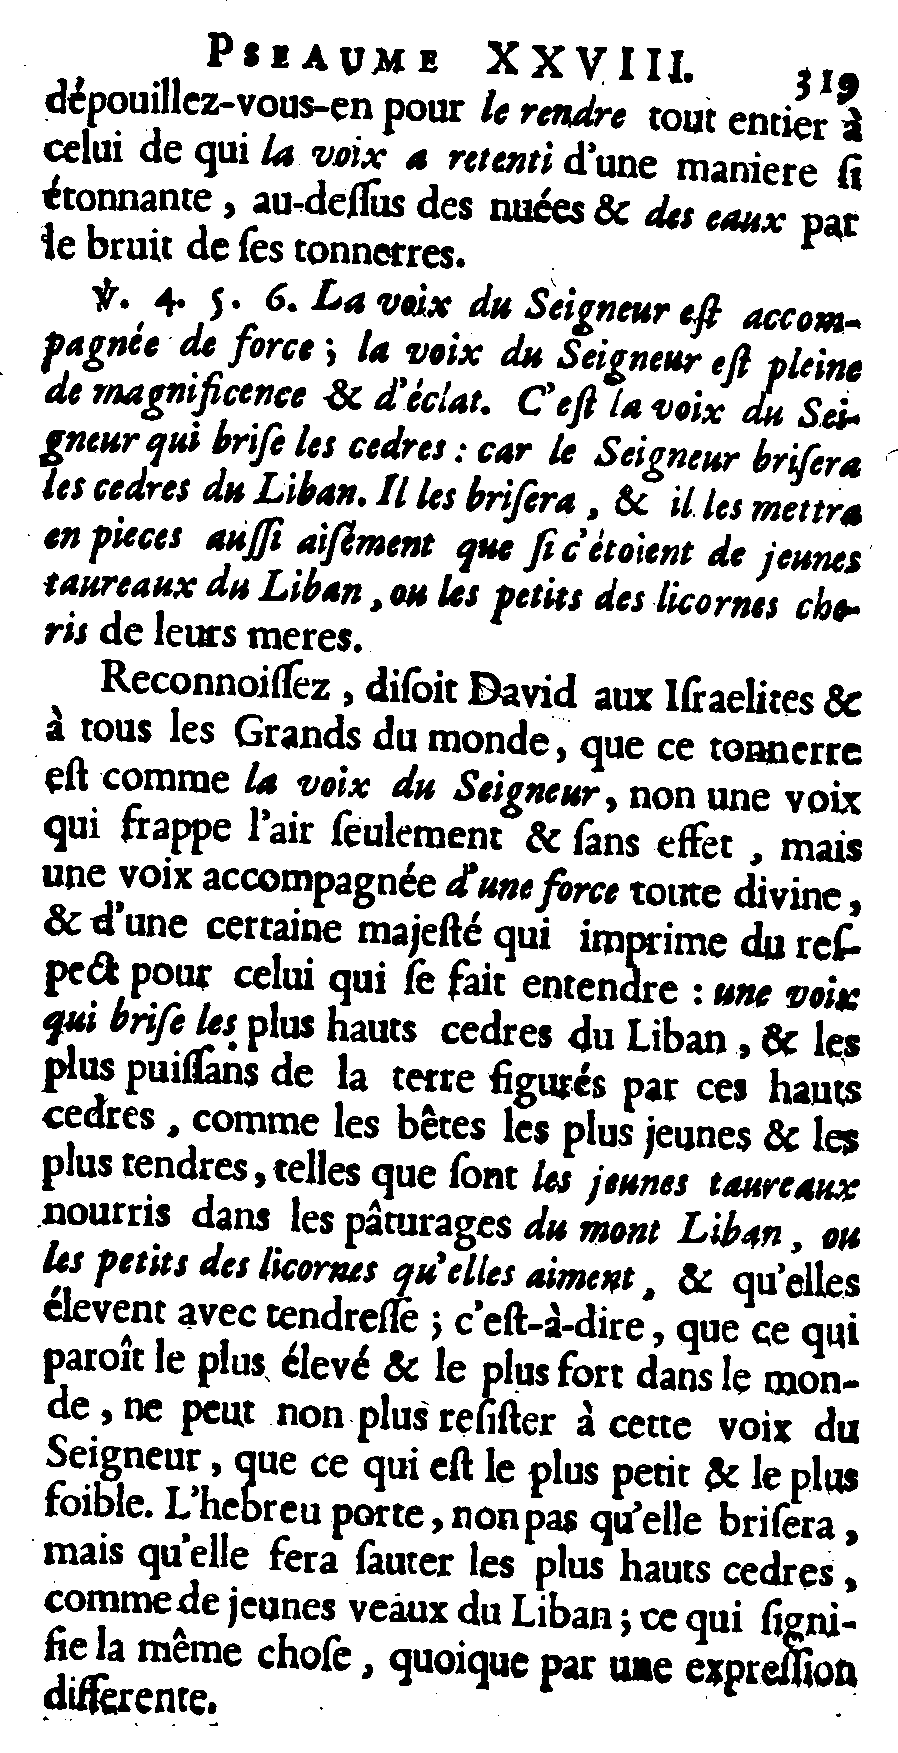 PSEAUME XXVIII. 319
dépouillez-vous-en pour le rendre tout entier à
celui de qui la voix a retenti d'une maniere ſi
étonnante, au-deſſus des nuées & des eaux par
le bruit de ſes tonnerres.
℣. 4. 5. 6. La voix du Seigneur eſt accom-
pagnée de force; la voix du Seigneur eſt pleine
de magnificence & d'éclat. C'eſt la voix du Sei-
gneur qui briſe les cedres: car le Seigneur briſera
les cedres du Liban. Il les briſera, & il les mettra
en pieces auſſi aiſément que ſi c'étoient de jeunes
taureaux du Liban, ou les petits des licornes che-
ris de leurs meres.
Reconnoiſſez, diſoit David aux Iſraelites &
à tous les Grands du monde, que ce tonnerre
eſt comme la voix du Seigneur, non une voix
qui frappe l'air ſeulement & ſans effet, mais
une voix accompagnée d'une force toute divine,
& d'une certaine majeſté qui imprime du reſ-
pect pour celui qui ſe fait entendre: une voix
qui briſe les plus hauts cedres du Liban, & les
plus puiſſans de la terre figurés par ces hauts
cedres, comme les bêtes les plus jeunes & les
plus tendres, telles que ſont les jeunes taureaux
nourris dans les pâturages du mont Liban, ou
les petits des licornes qu'elles aiment, & qu'elles
élevent avec tendreſſe; c'eſt-à-dire, que ce qui
paroît le plus élevé & le plus fort dans le mon-
de, ne peut non plus reſiſter à cette voix du
Seigneur, que ce qui eſt le plus petit & le plus
foible. L'hebreu porte, non pas qu'elle briſera,
mais qu'elle fera ſauter les plus hauts cedres,
comme de jeunes veaux du Liban; ce qui ſigni-
fie la même choſe, quoique par une expreſſion
differente.